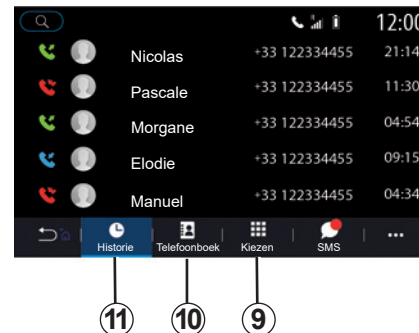 12:00
Nicolas +33 122334455 21:14
Pascale +33 122334455 11:30
Morgane +33 122334455 04:54
Elodie +33 122334455 09:15
Manuel +33 122334455 04:34
Historie Telefoonboek Kiezen SMS ...
11 10 9